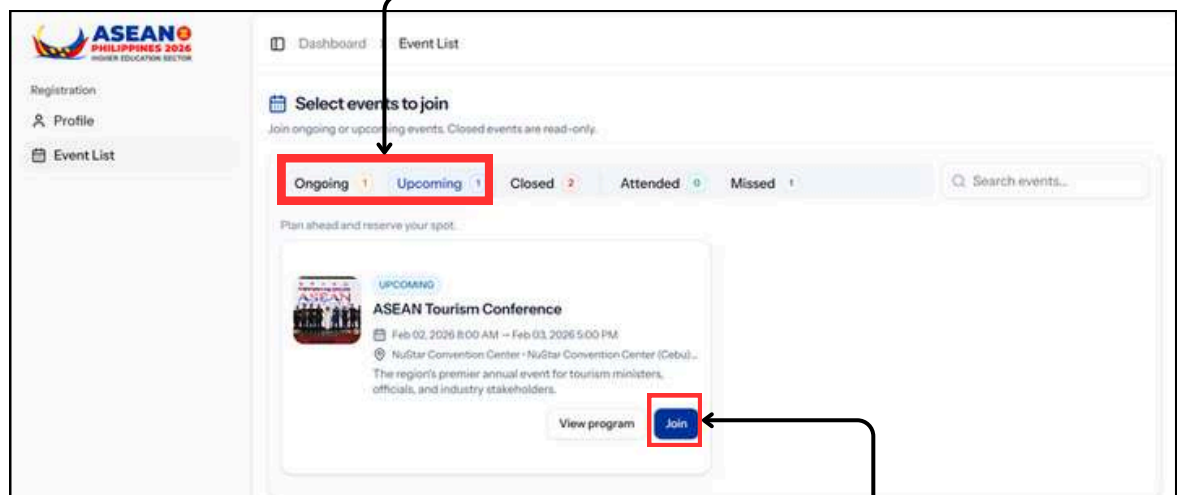 ASEAN
PHILIPPINES 2026
HIGHER EDUCATION SECTOR
Dashboard
Event List
Registration
Profile
Event List
Select events to join
Join ongoing or upcoming events. Closed events are read-only.
Ongoing 1 Upcoming 1 Closed 2 Attended 0 Missed 1 Search events...
Plan ahead and reserve your spot.
UPCOMING
ASEAN
ASEAN Tourism Conference
Feb 02, 2026 8:00 AM – Feb 03, 2026 5:00 PM
NuStar Convention Center • NuStar Convention Center (Cebu)...
The region's premier annual event for tourism ministers,
officials, and industry stakeholders.
View program Join